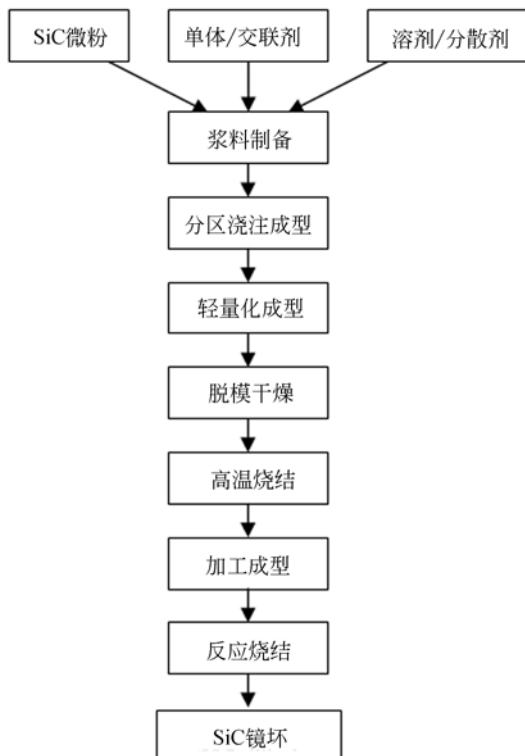 SiC微粉
单体/交联剂
溶剂/分散剂
浆料制备
分区浇注成型
轻量化成型
脱模干燥
高温烧结
加工成型
反应烧结
SiC镜坯